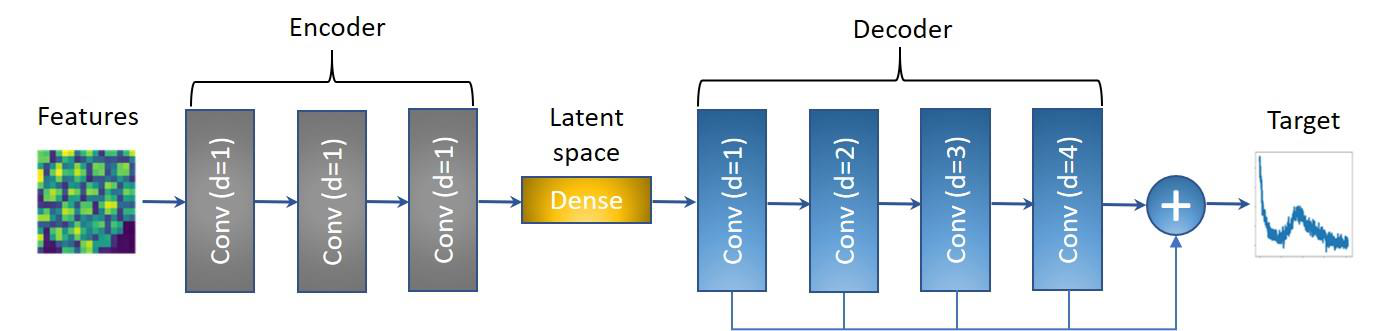 Encoder
Decoder
Features
Conv (d=1)
Conv (d=1)
Conv (d=1)
Latent
space
Dense
Conv (d=1)
Conv (d=2)
Conv (d=3)
Conv (d=4)
+
Target